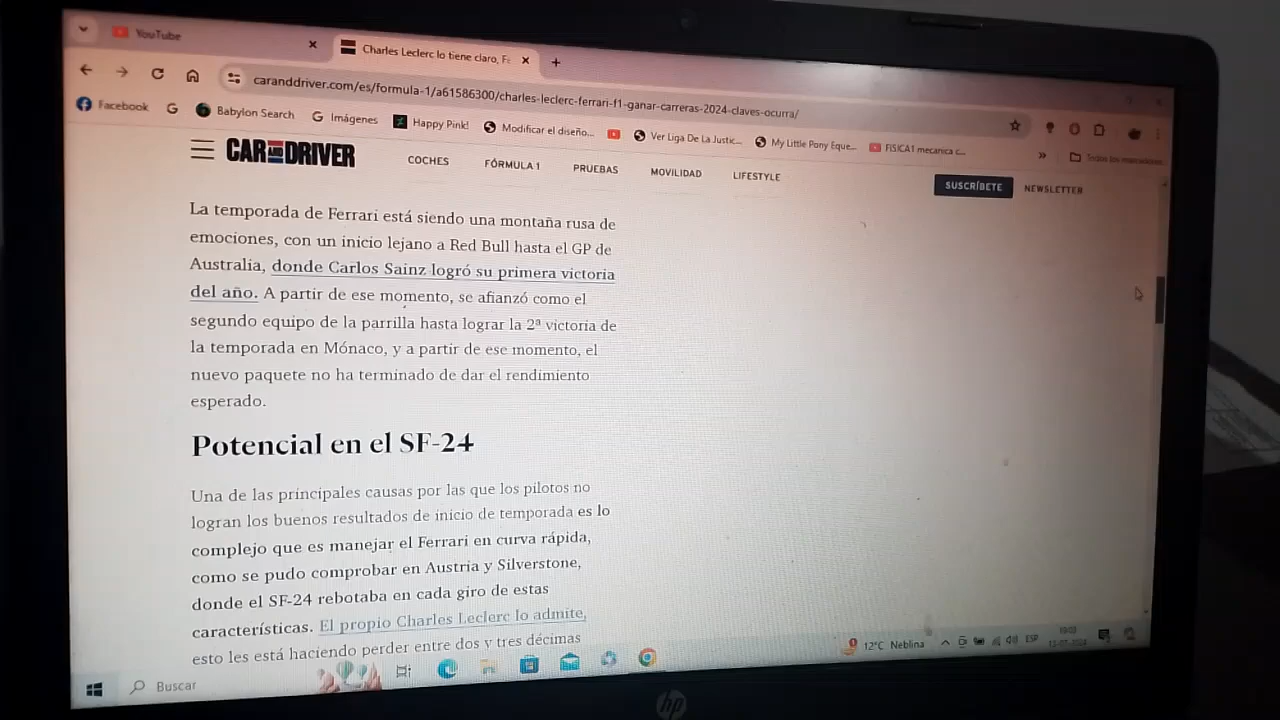 YouTube
Charles Leclerc lo tiene claro, Fe
caranddriver.com/es/formula-1/a61586300/charles-leclerc-ferrari-f1-ganar-carreras-2024-claves-ocurra/
Facebook
Babylon Search
Imágenes
Happy Pink!
Modificar el diseño...
Ver Liga De La Justic...
My Little Pony Eque...
FISICA1 mecanica c...
Todos los marcadores
CAR AND DRIVER
COCHES
FÓRMULA 1
PRUEBAS
MOVILIDAD
LIFESTYLE
SUSCRÍBETE
NEWSLETTER
La temporada de Ferrari está siendo una montaña rusa de
emociones, con un inicio lejano a Red Bull hasta el GP de
Australia, donde Carlos Sainz logró su primera victoria
del año. A partir de ese momento, se afianzó como el
segundo equipo de la parrilla hasta lograr la 2ª victoria de
la temporada en Mónaco, y a partir de ese momento, el
nuevo paquete no ha terminado de dar el rendimiento
esperado.
Potencial en el SF-24
Una de las principales causas por las que los pilotos no
logran los buenos resultados de inicio de temporada es lo
complejo que es manejar el Ferrari en curva rápida,
como se pudo comprobar en Austria y Silverstone,
donde el SF-24 rebotaba en cada giro de estas
características. El propio Charles Leclerc lo admite,
esto les está haciendo perder entre dos y tres décimas
Buscar
12°C Neblina
ESP
hp